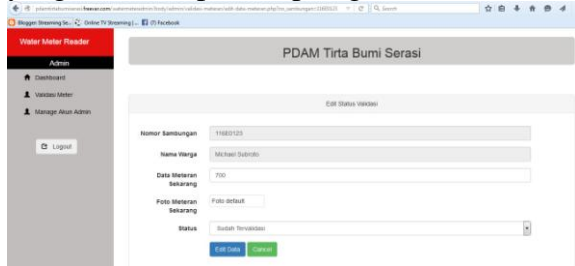 Search
Blogger Streaming Se...
Online TV Streaming |...
(7) Facebook
Water Meter Reader
PDAM Tirta Bumi Serasi
Admin
Dashboard
Validasi Meter
Manage Akun Admin
Logout
Edit Status Validasi
Nomor Sambungan
Nama Warga
Michael Subroto
Data Meteran Sekarang
700
Foto Meteran Sekarang
Foto default
Status
Sudah Tervalidasi
Edit Data
Cancel